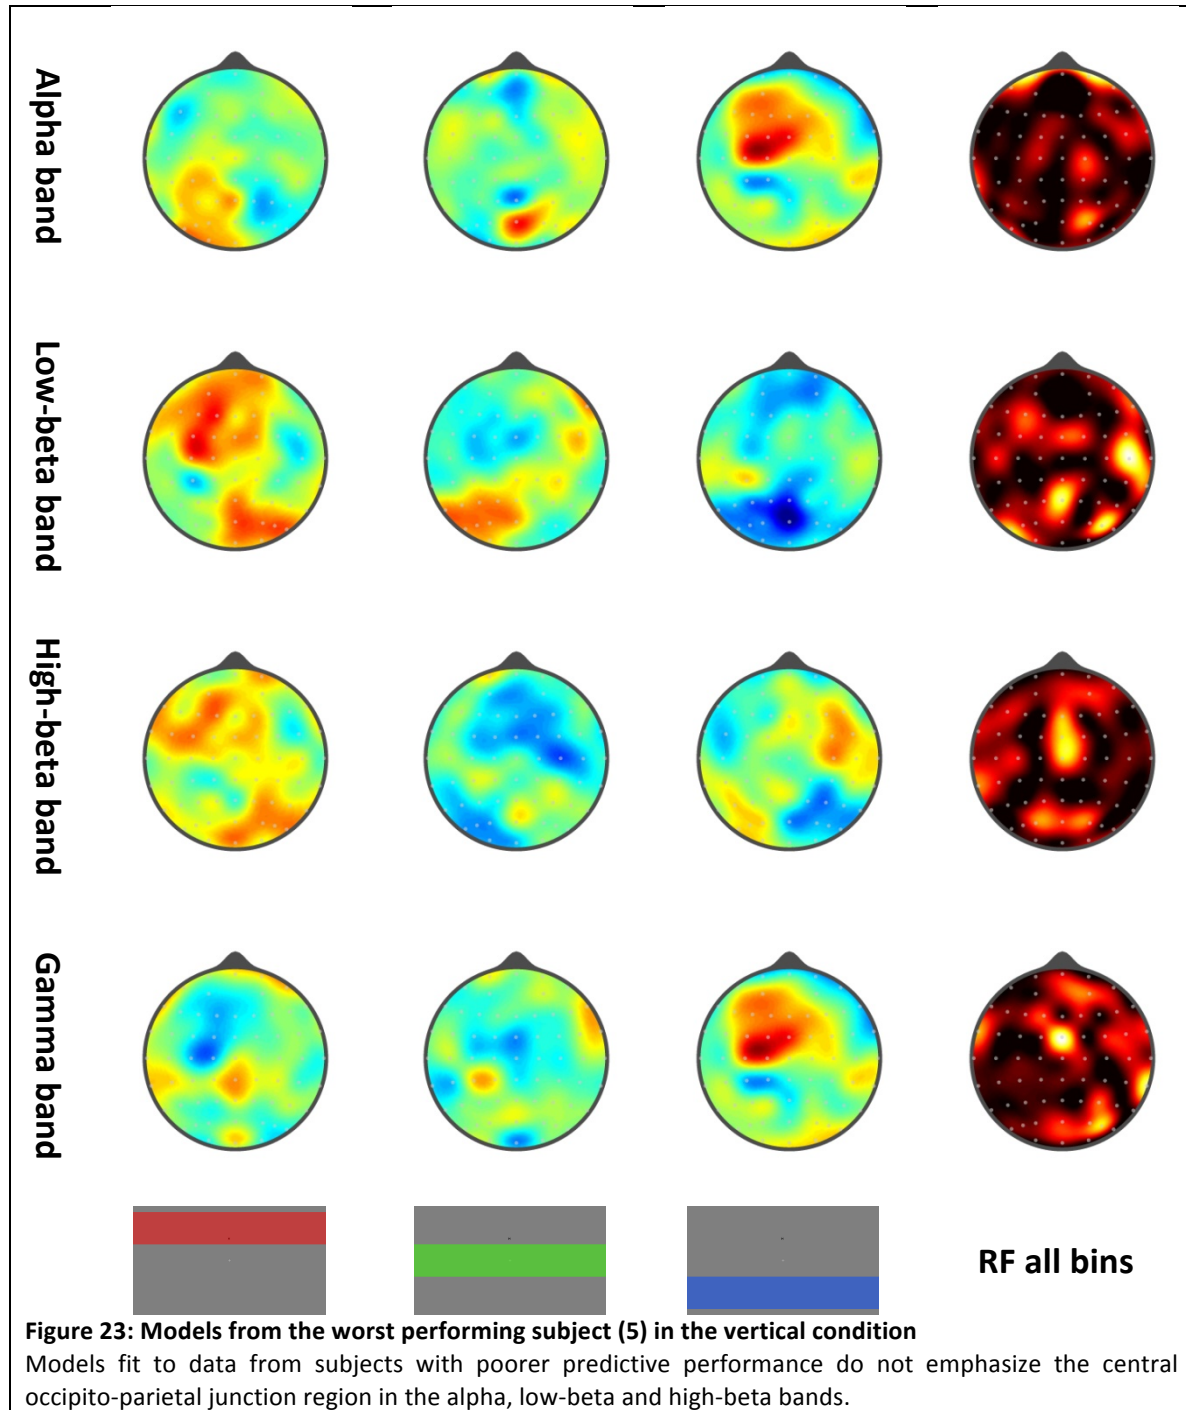 Alpha band
Low-beta band
High-beta band
Gamma band
RF all bins
Figure 23: Models from the worst performing subject (5) in the vertical condition
Models fit to data from subjects with poorer predictive performance do not emphasize the central
occipito-parietal junction region in the alpha, low-beta and high-beta bands.